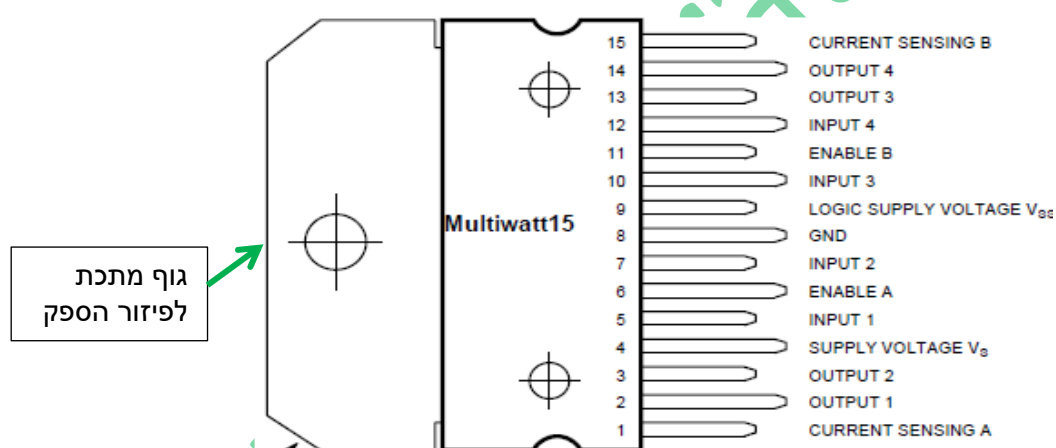 15 CURRENT SENSING B
14 OUTPUT 4
13 OUTPUT 3
12 INPUT 4
11 ENABLE B
10 INPUT 3
9 LOGIC SUPPLY VOLTAGE VSS
8 GND
7 INPUT 2
6 ENABLE A
5 INPUT 1
4 SUPPLY VOLTAGE VS
3 OUTPUT 2
2 OUTPUT 1
1 CURRENT SENSING A
Multiwatt15
גוף מתכת
לפיזור הספק